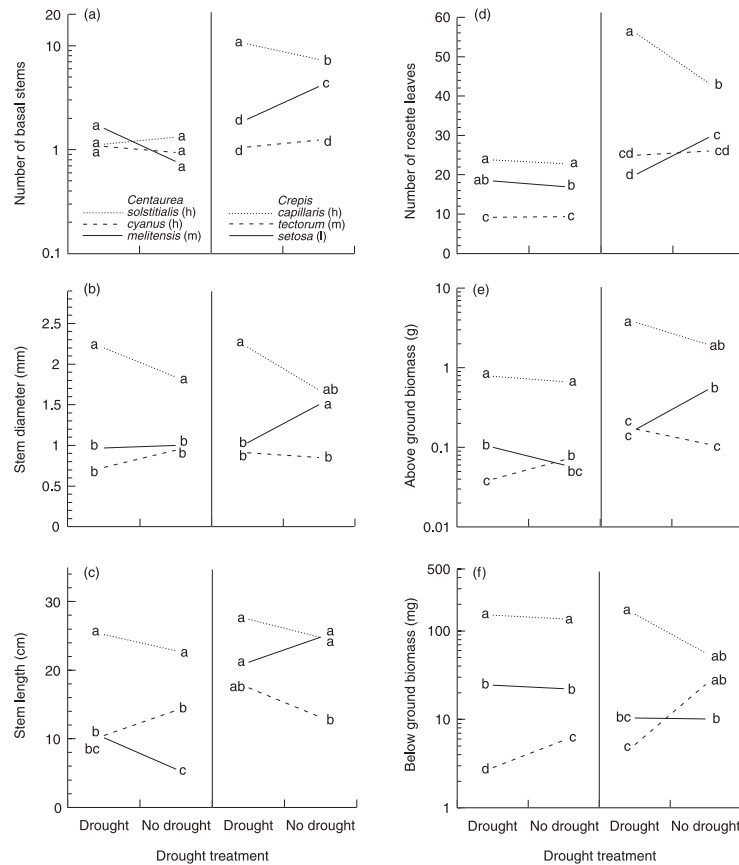 (a)
20
10
1
0.1
Number of basal stems
a
a
a
a
a
a
a
b
c
d
d
d
Centaurea
solstitialis (h)
cyanus (h)
melitensis (m)
Crepis
capillaris (h)
tectorum (m)
setosa (l)
(d)
60
50
40
30
20
10
0
Number of rosette leaves
a
a
ab
a
c
c
a
b
cd
c
d
cd
(b)
2.5
2
1.5
1
0.5
0
Stem diameter (mm)
a
a
b
b
b
b
a
ab
a
b
b
b
(e)
10
1
0.1
0.01
Above ground biomass (g)
a
a
b
b
c
bc
a
a
b
c
c
c
(c)
30
20
10
0
Stem length (cm)
a
a
b
b
bc
c
a
a
a
a
ab
b
Drought No drought Drought No drought
Drought treatment
(f)
500
100
10
1
Below ground biomass (mg)
a
a
b
b
c
d
a
ab
ab
bc
b
c
Drought No drought Drought No drought
Drought treatment